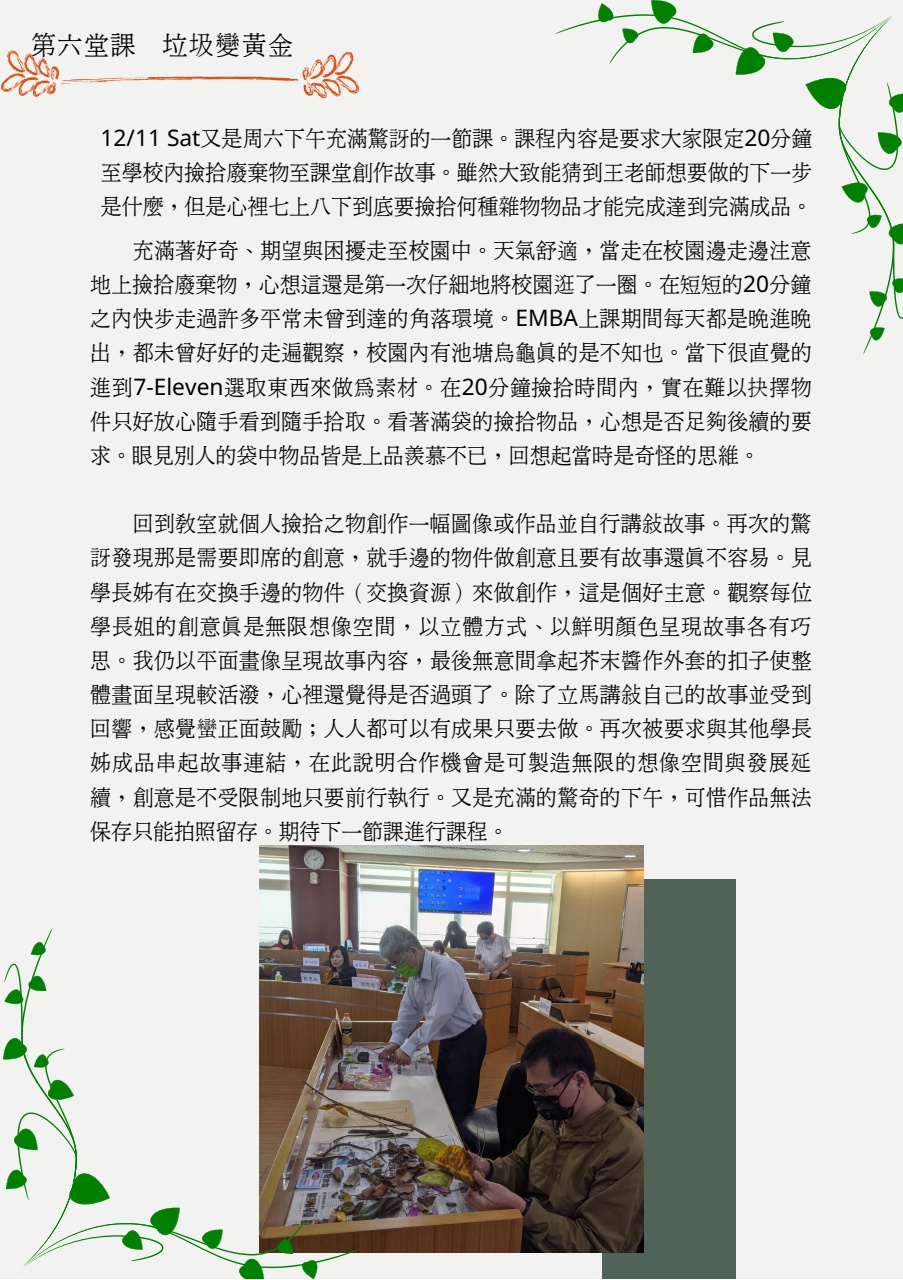 第六堂課　垃圾變黃金
12/11 Sat又是周六下午充滿驚訝的一節課。課程內容是要求大家限定20分鐘
至學校內撿拾廢棄物至課堂創作故事。雖然大致能猜到王老師想要做的下一步
是什麼，但是心裡七上八下到底要撿拾何種雜物物品才能完成達到完滿成品。
充滿著好奇、期望與困擾走至校園中。天氣舒適，當走在校園邊走邊注意
地上撿拾廢棄物，心想這還是第一次仔細地將校園逛了一圈。在短短的20分鐘
之內快步走過許多平常未曾到達的角落環境。EMBA上課期間每天都是晚進晚
出，都未曾好好的走遍觀察，校園內有池塘烏龜眞的是不知也。當下很直覺的
進到7-Eleven選取東西來做爲素材。在20分鐘撿拾時間內，實在難以抉擇物
件只好放心隨手看到隨手拾取。看著滿袋的撿拾物品，心想是否足夠後續的要
求。眼見別人的袋中物品皆是上品羨慕不已，回想起當時是奇怪的思維。
回到敎室就個人撿拾之物創作一幅圖像或作品並自行講敍故事。再次的驚
訝發現那是需要即席的創意，就手邊的物件做創意且要有故事還眞不容易。見
學長姊有在交換手邊的物件（交換資源）來做創作，這是個好主意。觀察每位
學長姐的創意眞是無限想像空間，以立體方式、以鮮明顏色呈現故事各有巧
思。我仍以平面畫像呈現故事內容，最後無意間拿起芥末醬作外套的扣子使整
體畫面呈現較活潑，心裡還覺得是否過頭了。除了立馬講敍自己的故事並受到
回響，感覺蠻正面鼓勵；人人都可以有成果只要去做。再次被要求與其他學長
姊成品串起故事連結，在此說明合作機會是可製造無限的想像空間與發展延
續，創意是不受限制地只要前行執行。又是充滿的驚奇的下午，可惜作品無法
保存只能拍照留存。期待下一節課進行課程。